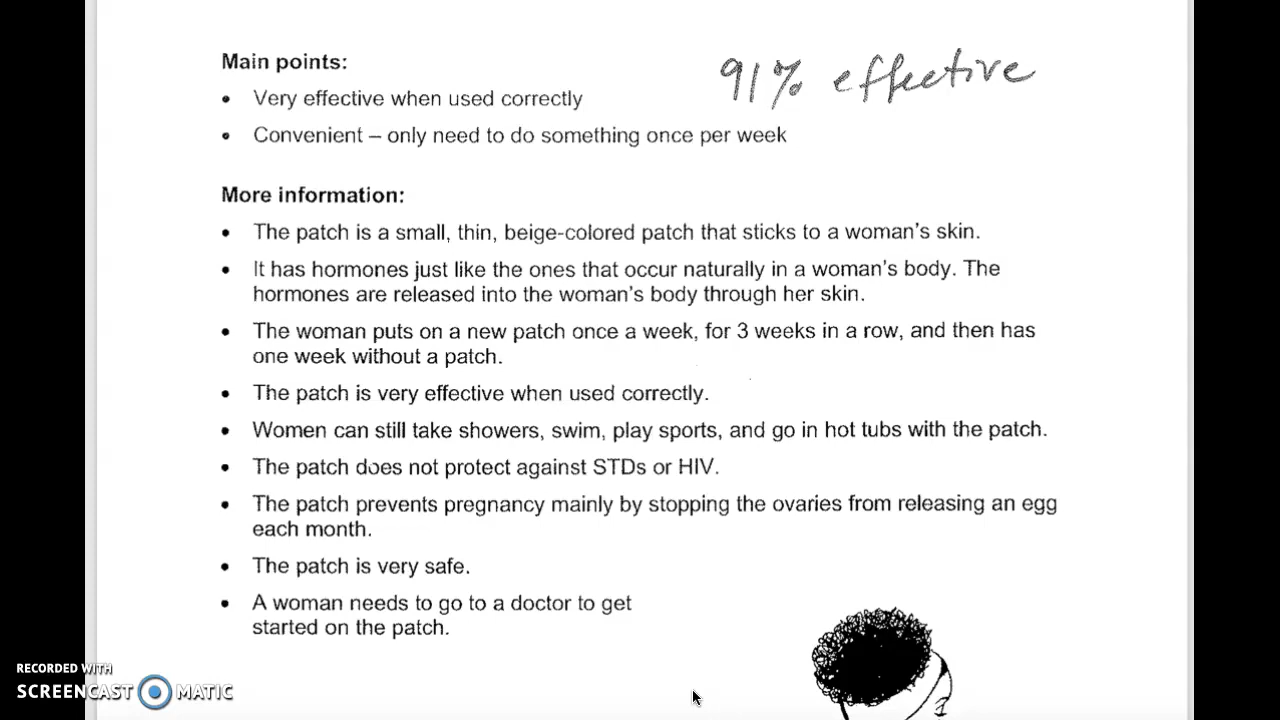 Main points:
91% effective
• Very effective when used correctly
• Convenient – only need to do something once per week
More information:
• The patch is a small, thin, beige-colored patch that sticks to a woman's skin.
• It has hormones just like the ones that occur naturally in a woman's body. The
hormones are released into the woman's body through her skin.
• The woman puts on a new patch once a week, for 3 weeks in a row, and then has
one week without a patch.
• The patch is very effective when used correctly.
• Women can still take showers, swim, play sports, and go in hot tubs with the patch.
• The patch does not protect against STDs or HIV.
• The patch prevents pregnancy mainly by stopping the ovaries from releasing an egg
each month.
• The patch is very safe.
• A woman needs to go to a doctor to get
started on the patch.
RECORDED WITH
SCREENCAST MATIC